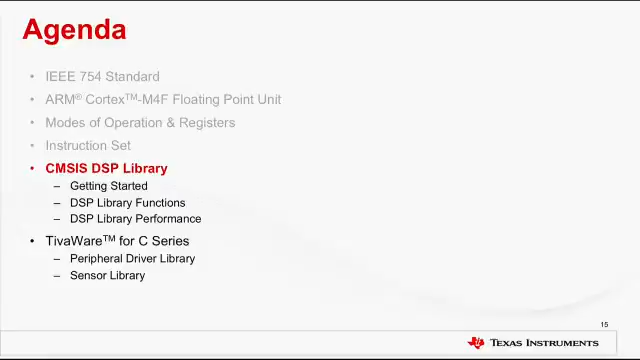 Agenda
• IEEE 754 Standard
• ARM® Cortex™-M4F Floating Point Unit
• Modes of Operation & Registers
• Instruction Set
• CMSIS DSP Library
– Getting Started
– DSP Library Functions
– DSP Library Performance
• TivaWare™ for C Series
– Peripheral Driver Library
– Sensor Library
15
TEXAS INSTRUMENTS